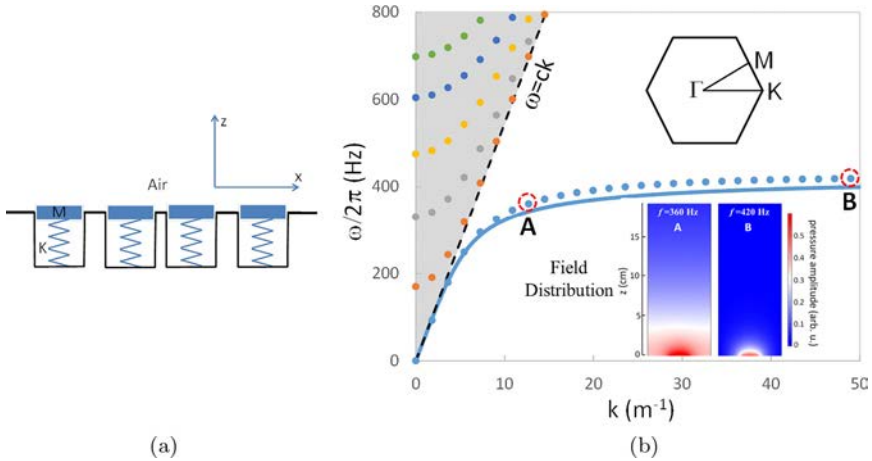 z
x
Air
M
K
(a)
800
600
400
200
0
ω/2π (Hz)
0
10
20
30
40
50
k (m⁻¹)
ω=ck
Γ
M
K
A
B
Field
Distribution
f=360 Hz
f=420 Hz
A
B
15
10
5
0
z (cm)
0.5
0.4
0.3
0.2
0.1
0
pressure amplitude (arb. u.)
(b)